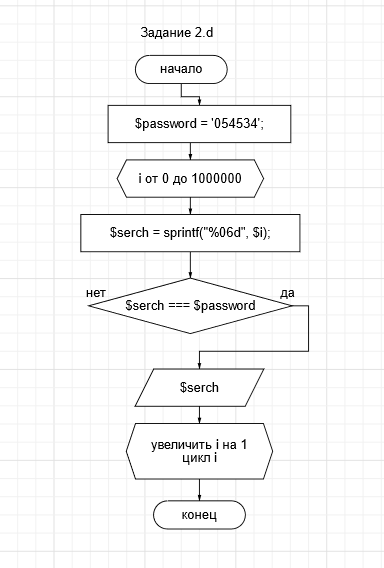 Задание 2.d
начало
$password = '054534';
i от 0 до 1000000
$serch = sprintf("%06d", $i);
нет
да
$serch === $password
$serch
увеличить i на 1
цикл i
конец